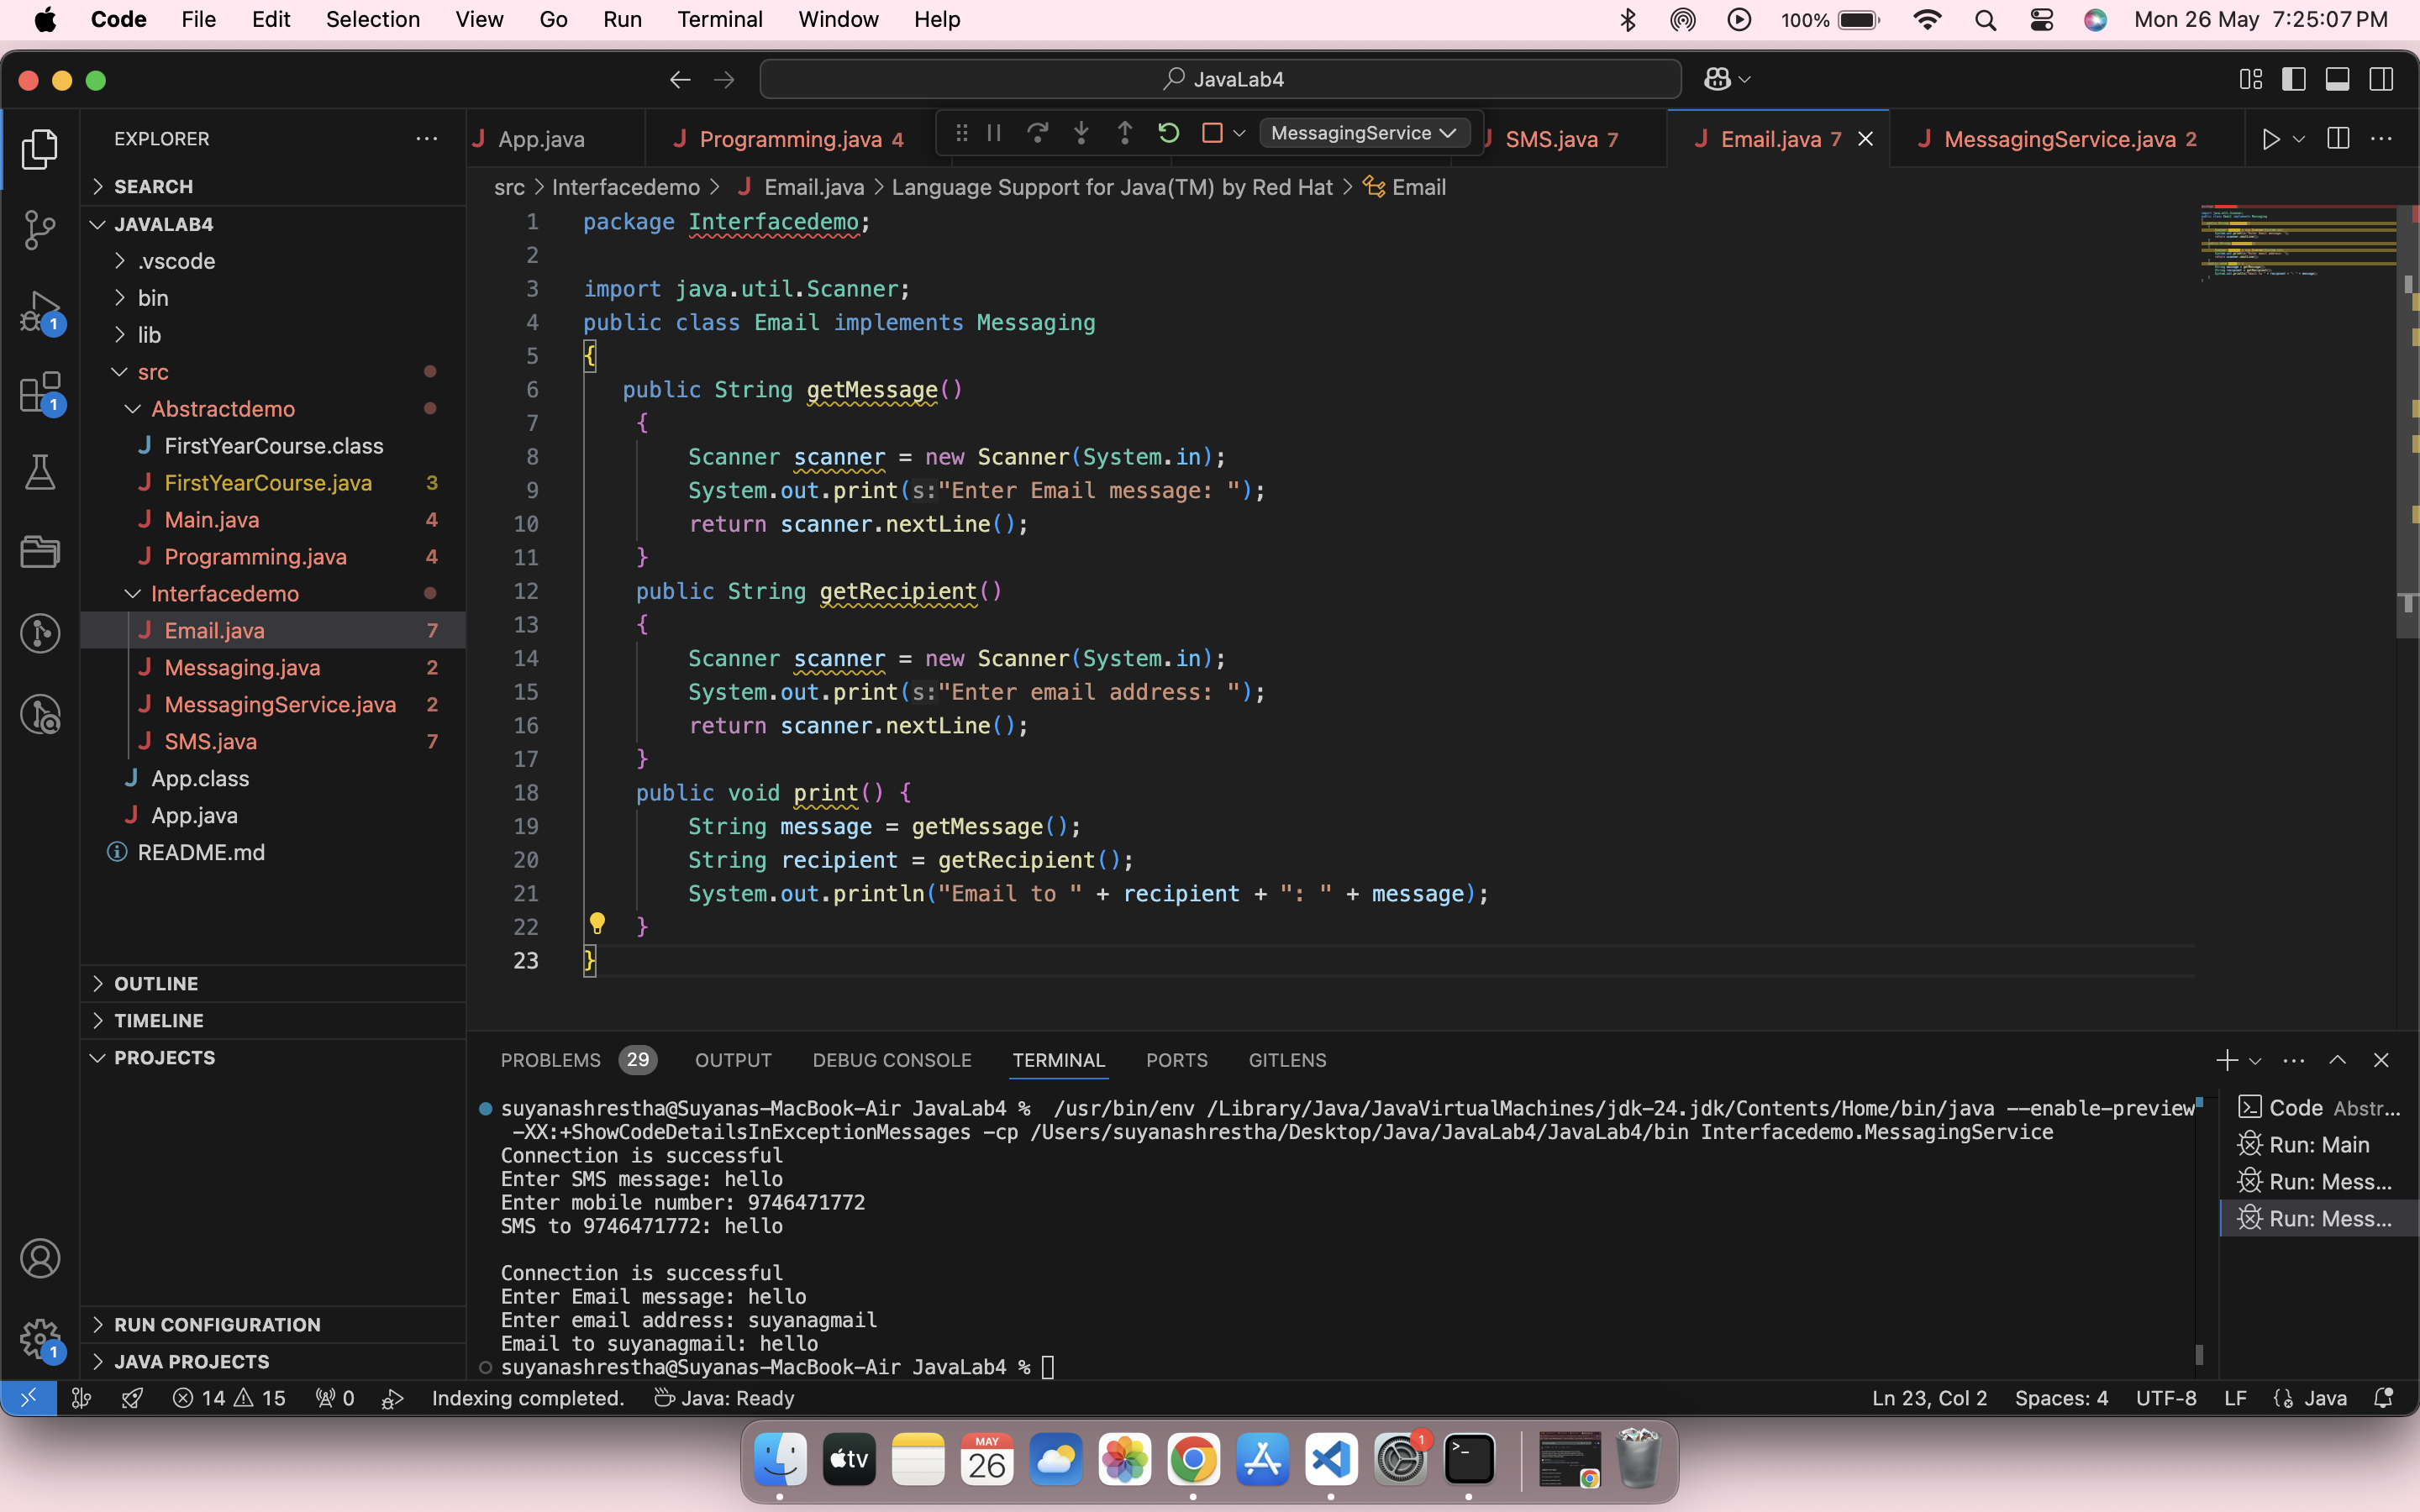 Code File Edit Selection View Go Run Terminal Window Help 100% Mon 26 May 7:25:07 PM
JavaLab4
EXPLORER
SEARCH
JAVALAB4
.vscode
bin
lib
src
Abstractdemo
FirstYearCourse.class
FirstYearCourse.java 3
Main.java 4
Programming.java 4
Interfacedemo
Email.java 7
Messaging.java 2
MessagingService.java 2
SMS.java 7
App.class
App.java
README.md
OUTLINE
TIMELINE
PROJECTS
RUN CONFIGURATION
JAVA PROJECTS
1
1
1
App.java Programming.java 4 MessagingService SMS.java 7 Email.java 7 MessagingService.java 2
src > Interfacedemo > Email.java > Language Support for Java(TM) by Red Hat > Email
1 package Interfacedemo;
2
3 import java.util.Scanner;
4 public class Email implements Messaging
5 {
6 public String getMessage()
7 {
8 Scanner scanner = new Scanner(System.in);
9 System.out.print(s:"Enter Email message: ");
10 return scanner.nextLine();
11 }
12 public String getRecipient()
13 {
14 Scanner scanner = new Scanner(System.in);
15 System.out.print(s:"Enter email address: ");
16 return scanner.nextLine();
17 }
18 public void print() {
19 String message = getMessage();
20 String recipient = getRecipient();
21 System.out.println("Email to " + recipient + ": " + message);
22 }
23 }
PROBLEMS 29 OUTPUT DEBUG CONSOLE TERMINAL PORTS GITLENS
suyanashrestha@Suyanas-MacBook-Air JavaLab4 % /usr/bin/env /Library/Java/JavaVirtualMachines/jdk-24.jdk/Contents/Home/bin/java --enable-preview
-XX:+ShowCodeDetailsInExceptionMessages -cp /Users/suyanashrestha/Desktop/Java/JavaLab4/JavaLab4/bin Interfacedemo.MessagingService
Connection is successful
Enter SMS message: hello
Enter mobile number: 9746471772
SMS to 9746471772: hello
Connection is successful
Enter Email message: hello
Enter email address: suyanagmail
Email to suyanagmail: hello
suyanashrestha@Suyanas-MacBook-Air JavaLab4 %
Code Abstr...
Run: Main
Run: Mess...
Run: Mess...
14 15 0 Indexing completed. Java: Ready Ln 23, Col 2 Spaces: 4 UTF-8 LF Java
tv
MAY
26
1